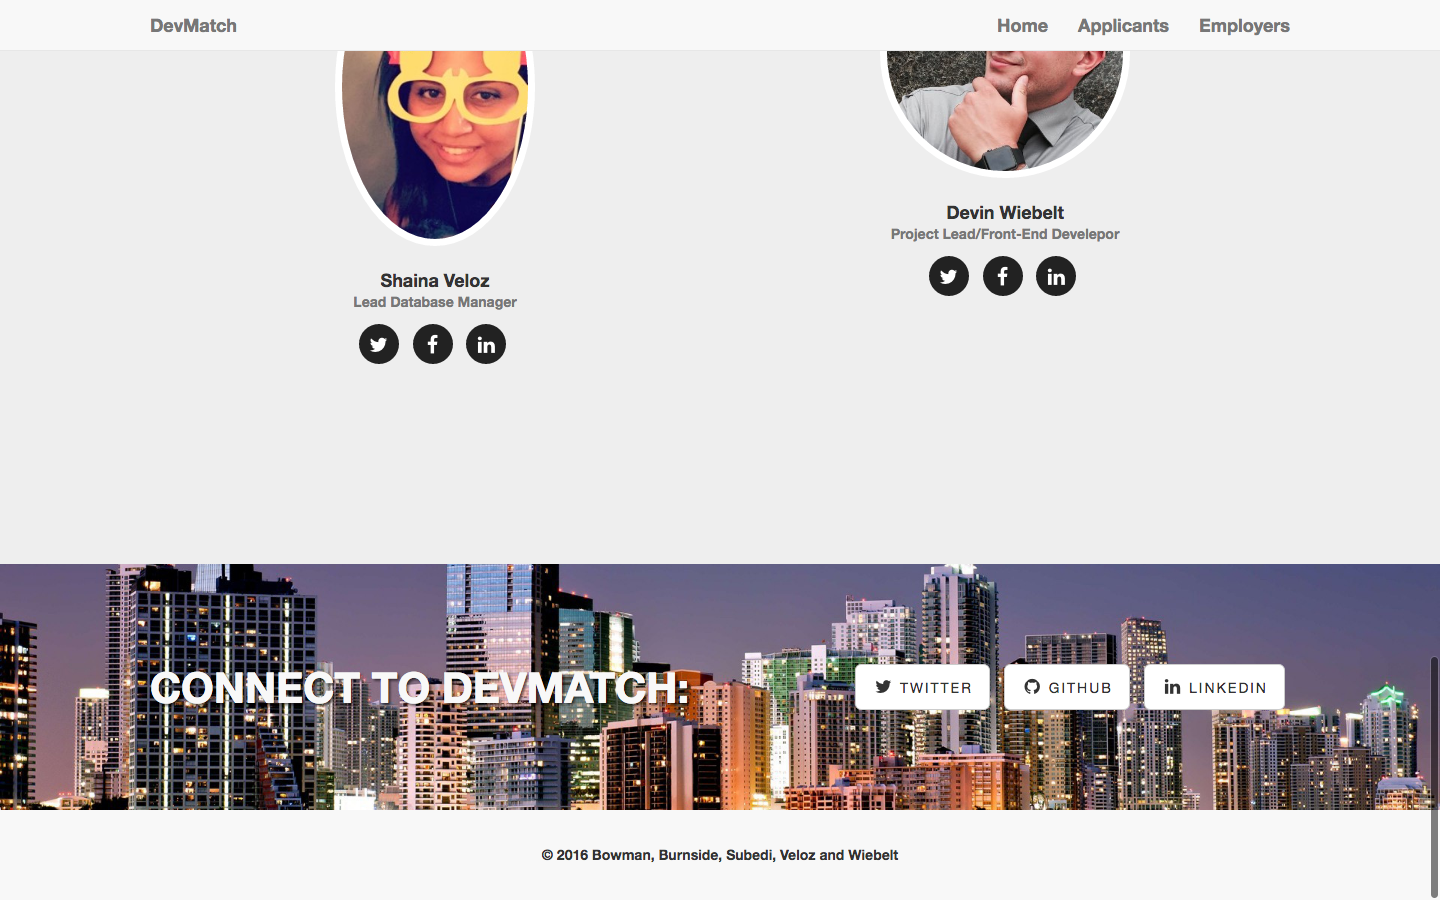 DevMatch
Home Applicants Employers
Shaina Veloz
Lead Database Manager
Devin Wiebelt
Project Lead/Front-End Develepor
CONNECT TO DEVMATCH:
TWITTER
GITHUB
LINKEDIN
© 2016 Bowman, Burnside, Subedi, Veloz and Wiebelt